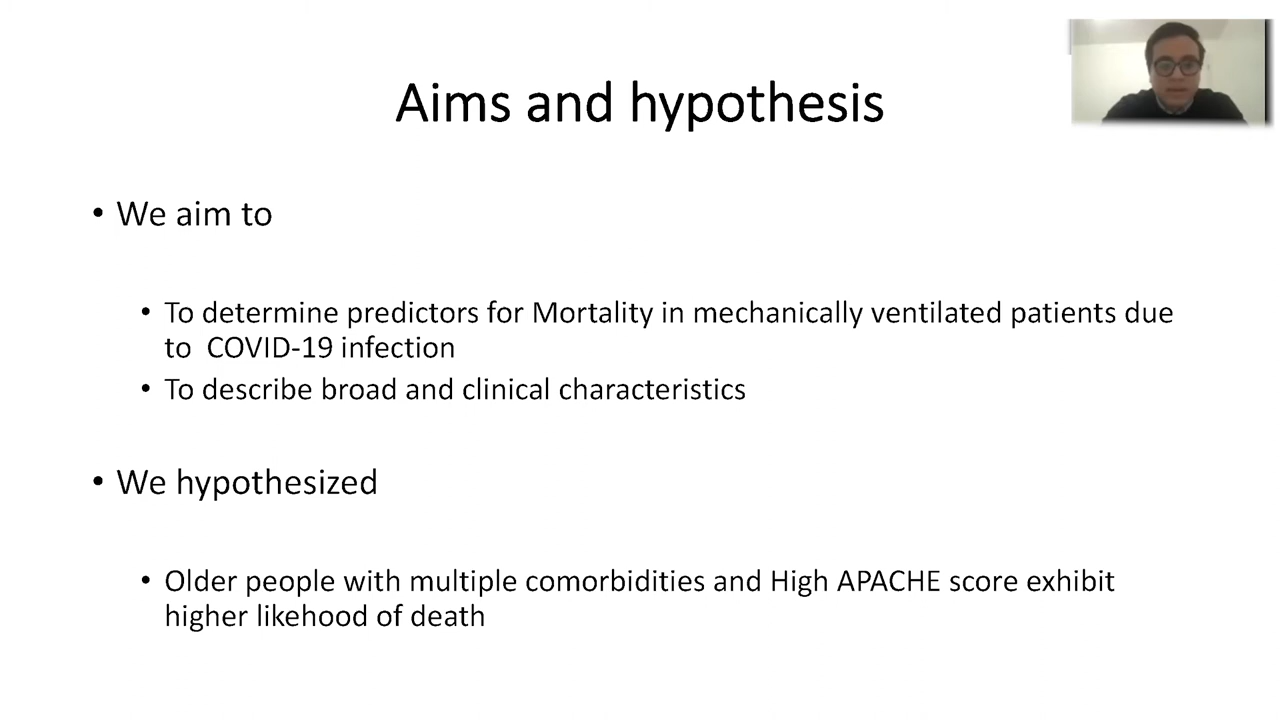 Aims and hypothesis
• We aim to
• To determine predictors for Mortality in mechanically ventilated patients due
to COVID-19 infection
• To describe broad and clinical characteristics
• We hypothesized
• Older people with multiple comorbidities and High APACHE score exhibit
higher likehood of death